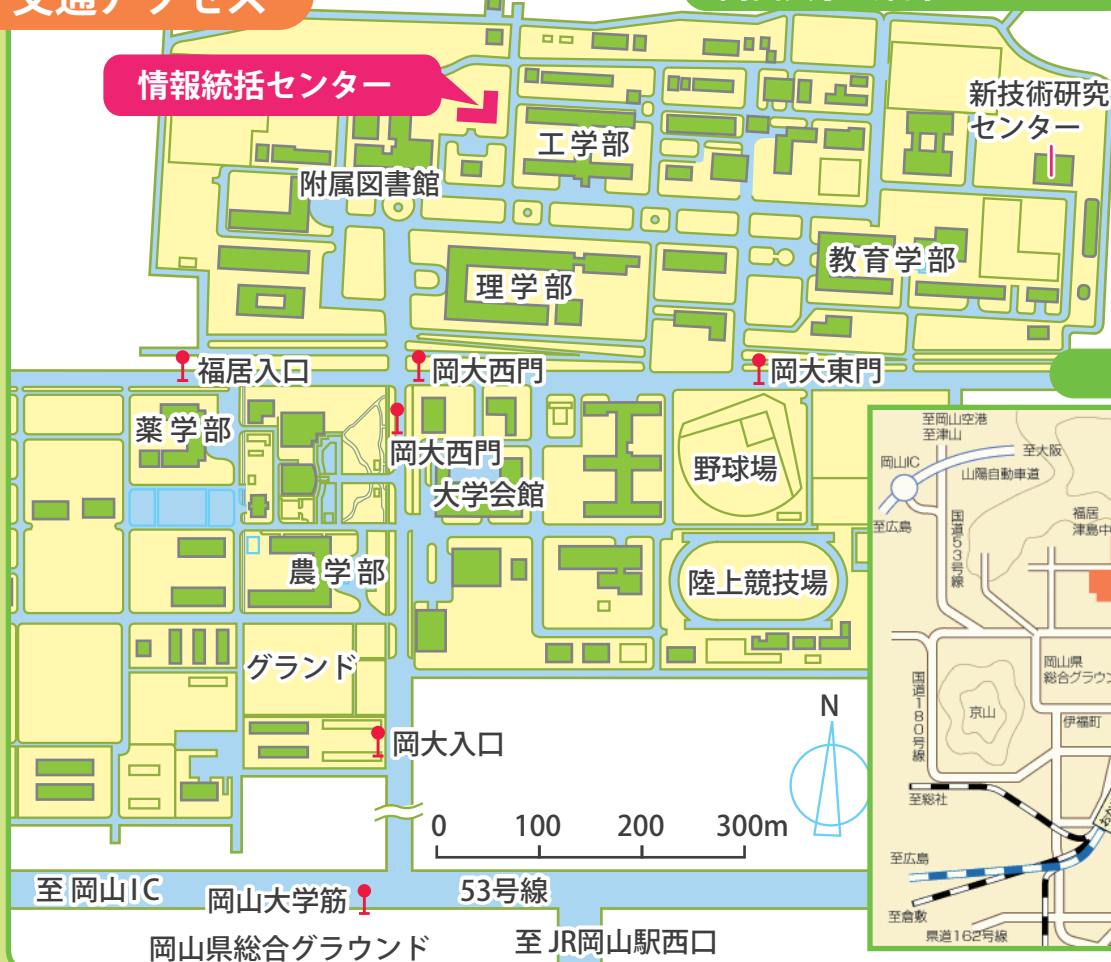 交通アクセス
情報統括センター
新技術研究
センター
工学部
附属図書館
教育学部
理学部
福居入口
岡大西門
岡大東門
薬学部
岡大西門
大学会館
野球場
農学部
陸上競技場
グランド
岡大入口
N
0 100 200 300m
至 岡山IC
岡山大学筋
53号線
岡山県総合グラウンド
至 JR岡山駅西口
至岡山空港
至津山
岡山IC
至大阪
山陽自動車道
至広島
国道53号線
福居
津島中
岡山県
総合グラウン
国道180号線
京山
伊福町
至総社
至広島
至倉敷
県道162号線